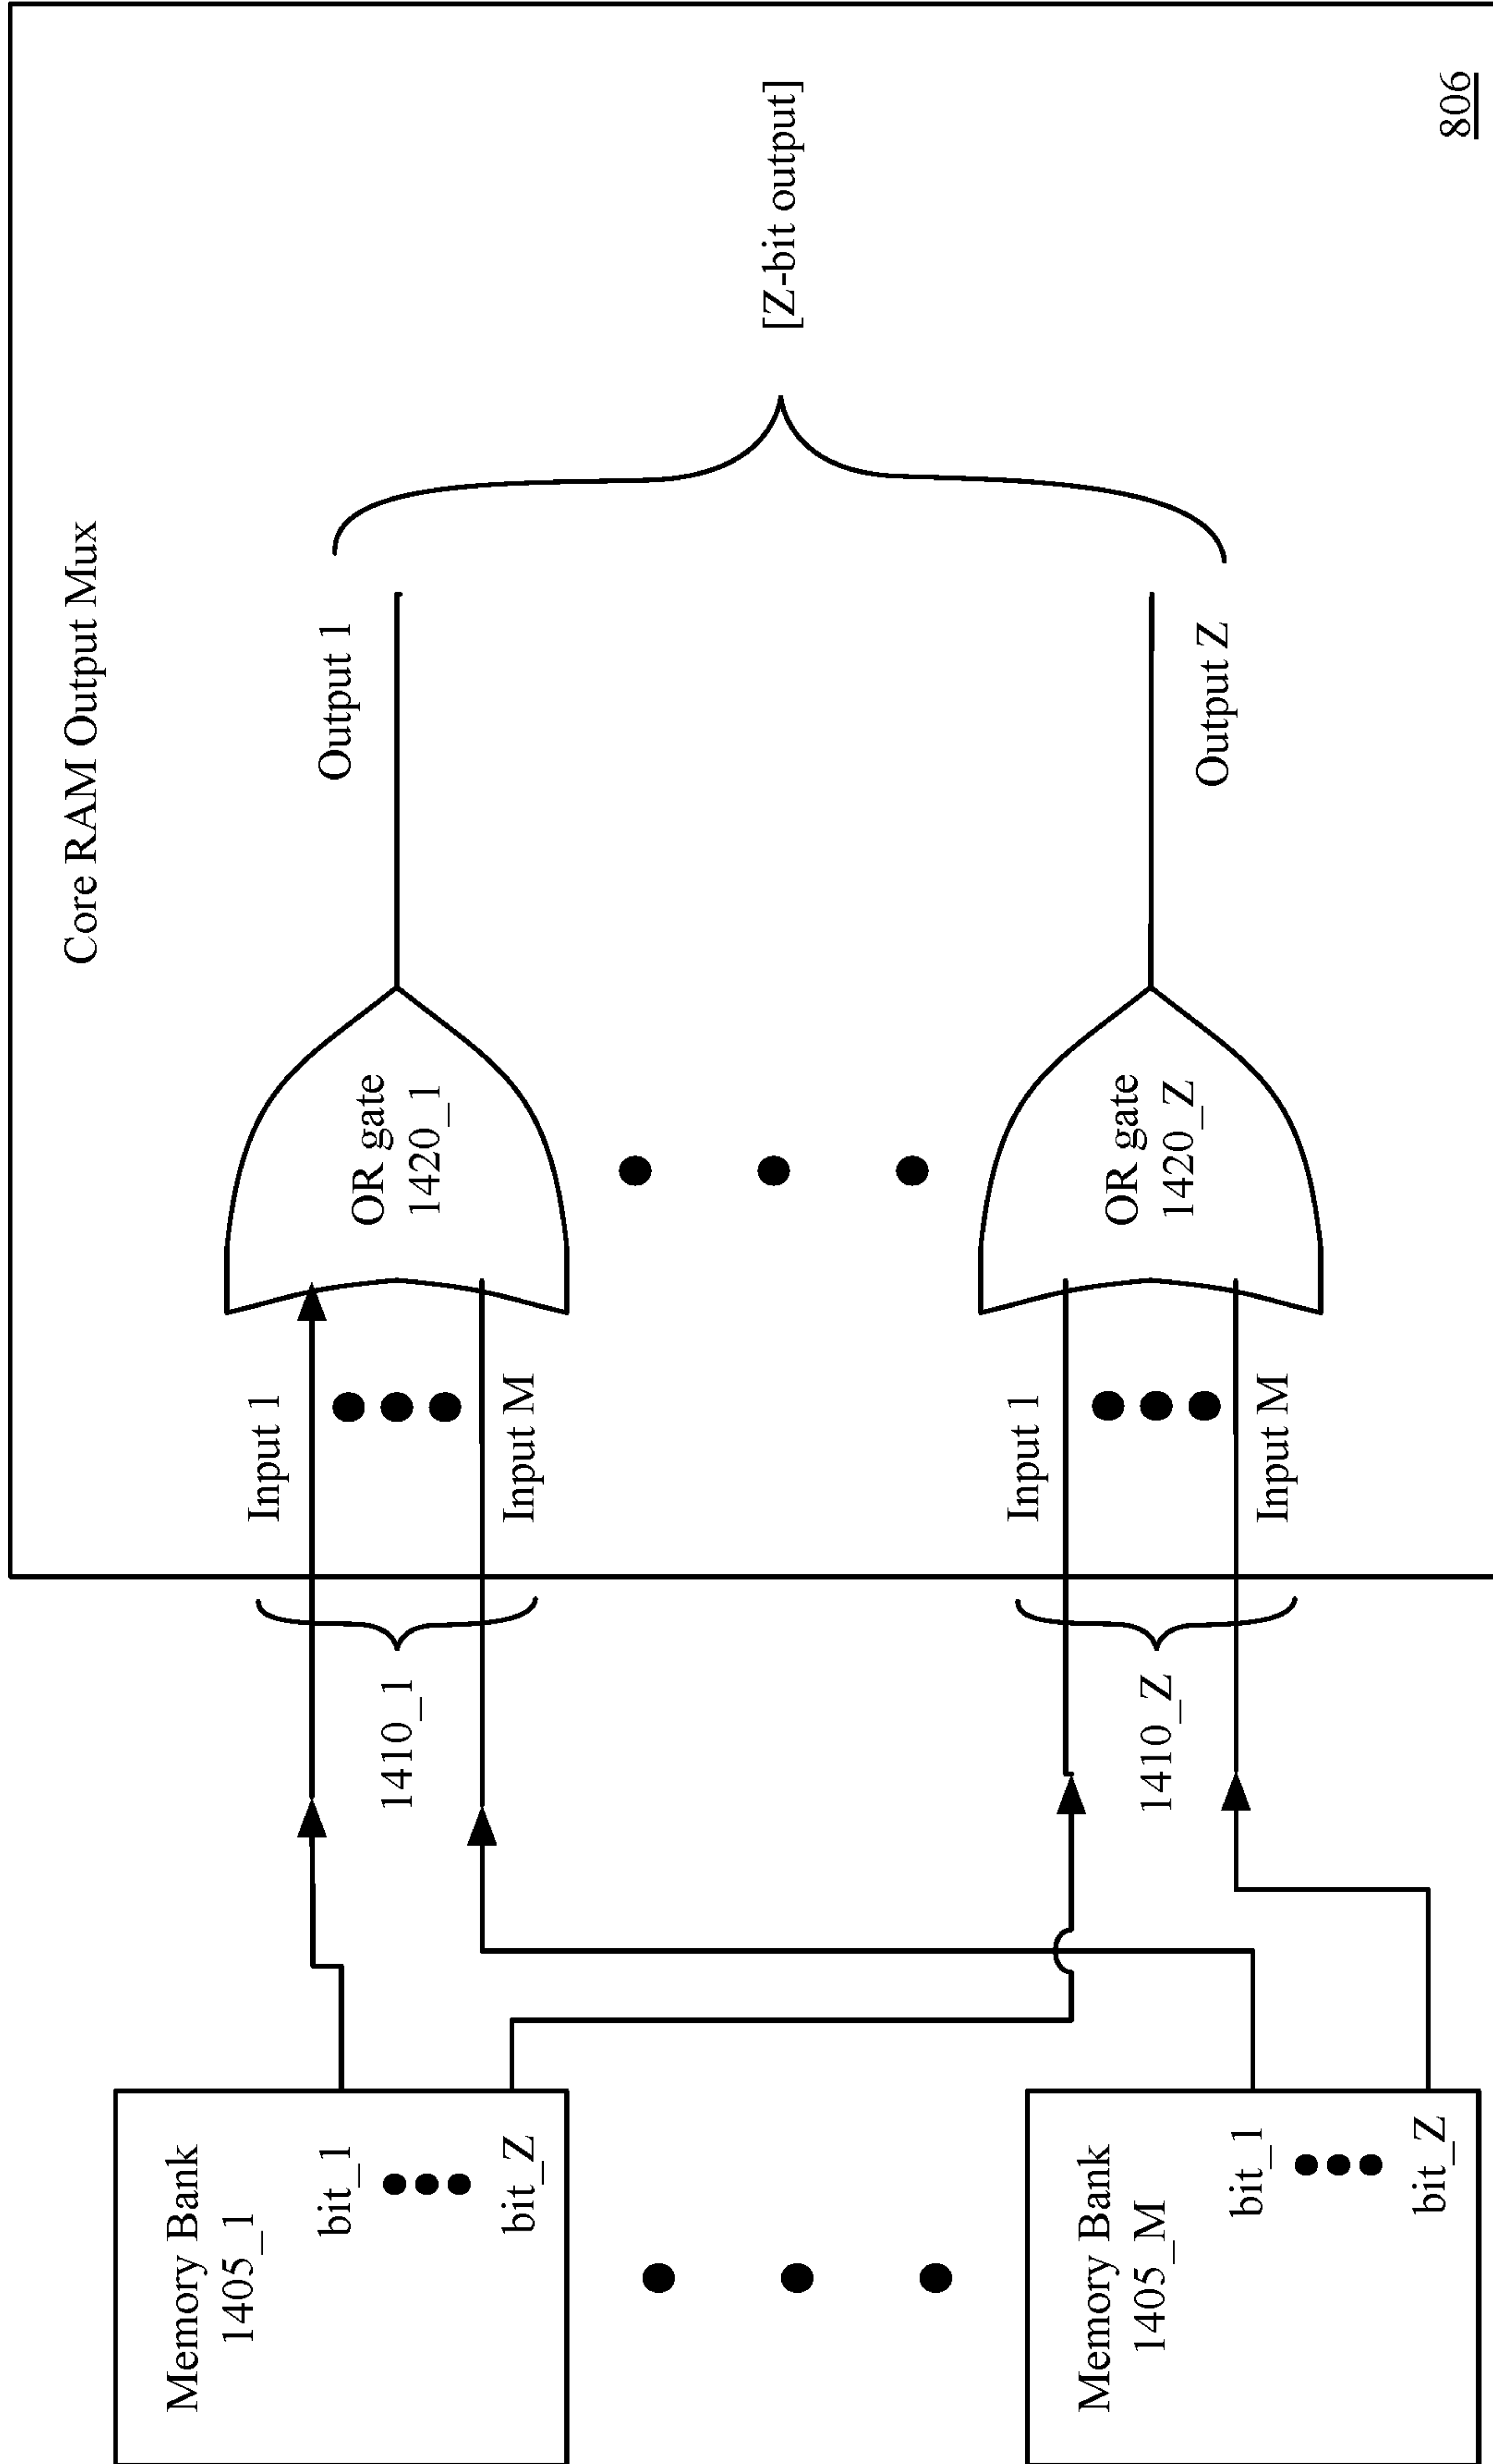 Core RAM Output Mux
Memory Bank
1405_1
bit_1
bit_Z
1410_1
Input 1
Input M
OR gate
1420_1
Output 1
[Z-bit output]
Memory Bank
1405_M
bit_1
bit_Z
1410_Z
Input 1
Input M
OR gate
1420_Z
Output Z
806